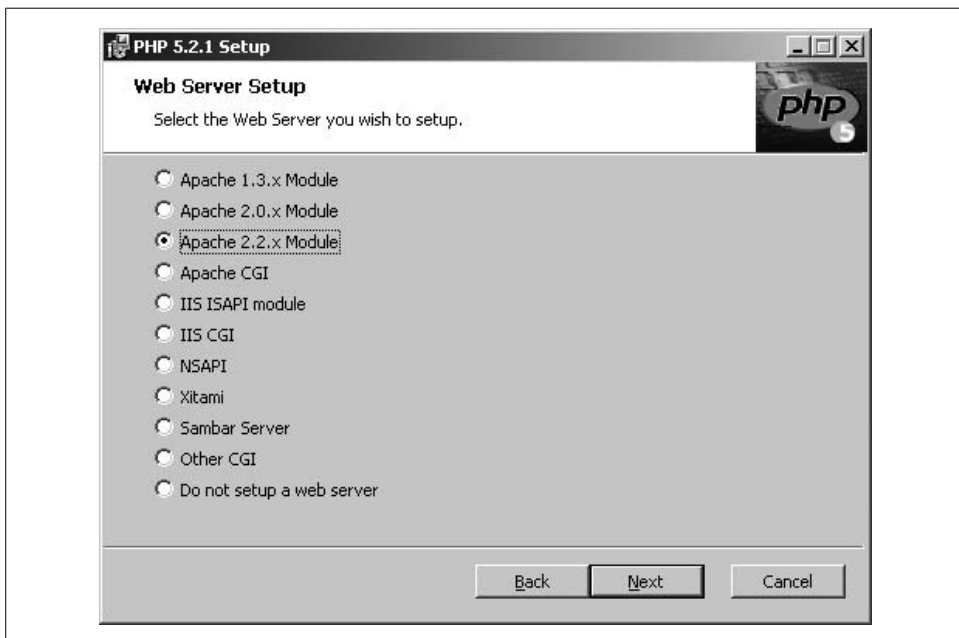 PHP 5.2.1 Setup
Web Server Setup
Select the Web Server you wish to setup.
php
5
Apache 1.3.x Module
Apache 2.0.x Module
Apache 2.2.x Module
Apache CGI
IIS ISAPI module
IIS CGI
NSAPI
Xitami
Sambar Server
Other CGI
Do not setup a web server
Back
Next
Cancel